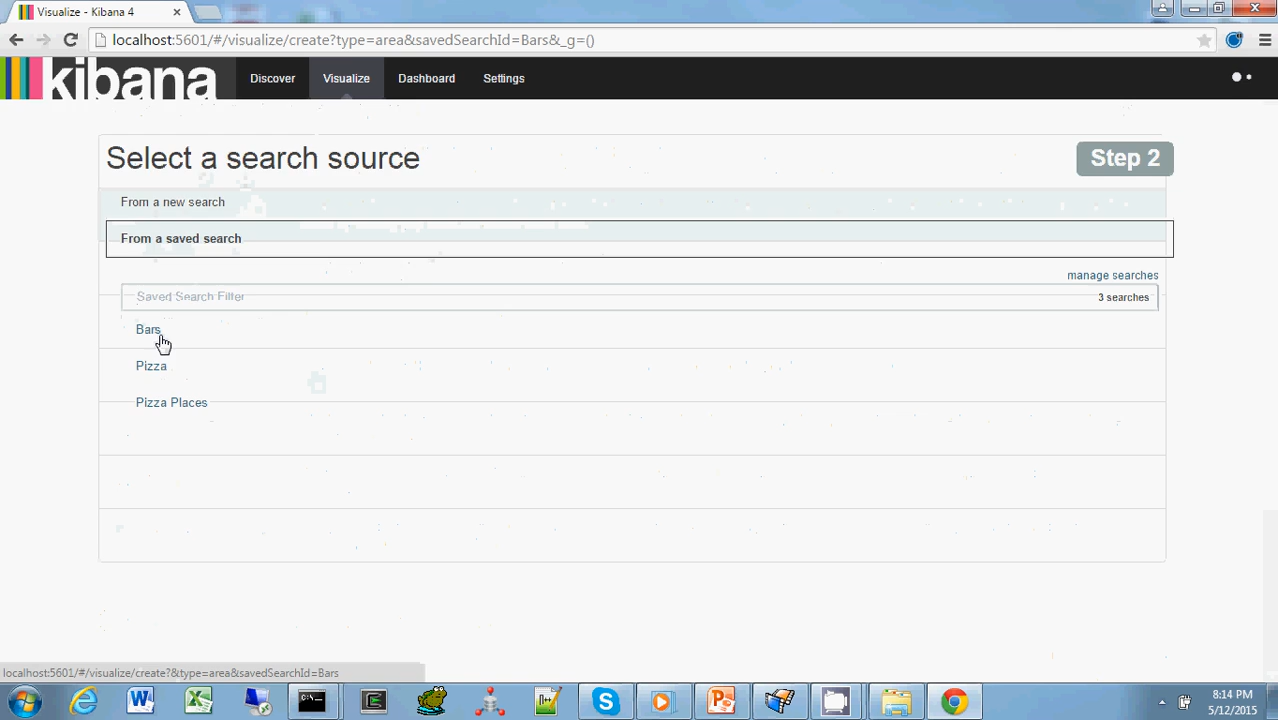 Visualize - Kibana 4
localhost:5601/#/visualize/create?type=area&savedSearchId=Bars&_g=()
kibana
Discover
Visualize
Dashboard
Settings
Select a search source
Step 2
From a new search
From a saved search
manage searches
Saved Search Filter
3 searches
Bars
Pizza
Pizza Places
localhost:5601/#/visualize/create?&type=area&savedSearchId=Bars
8:14 PM
5/12/2015